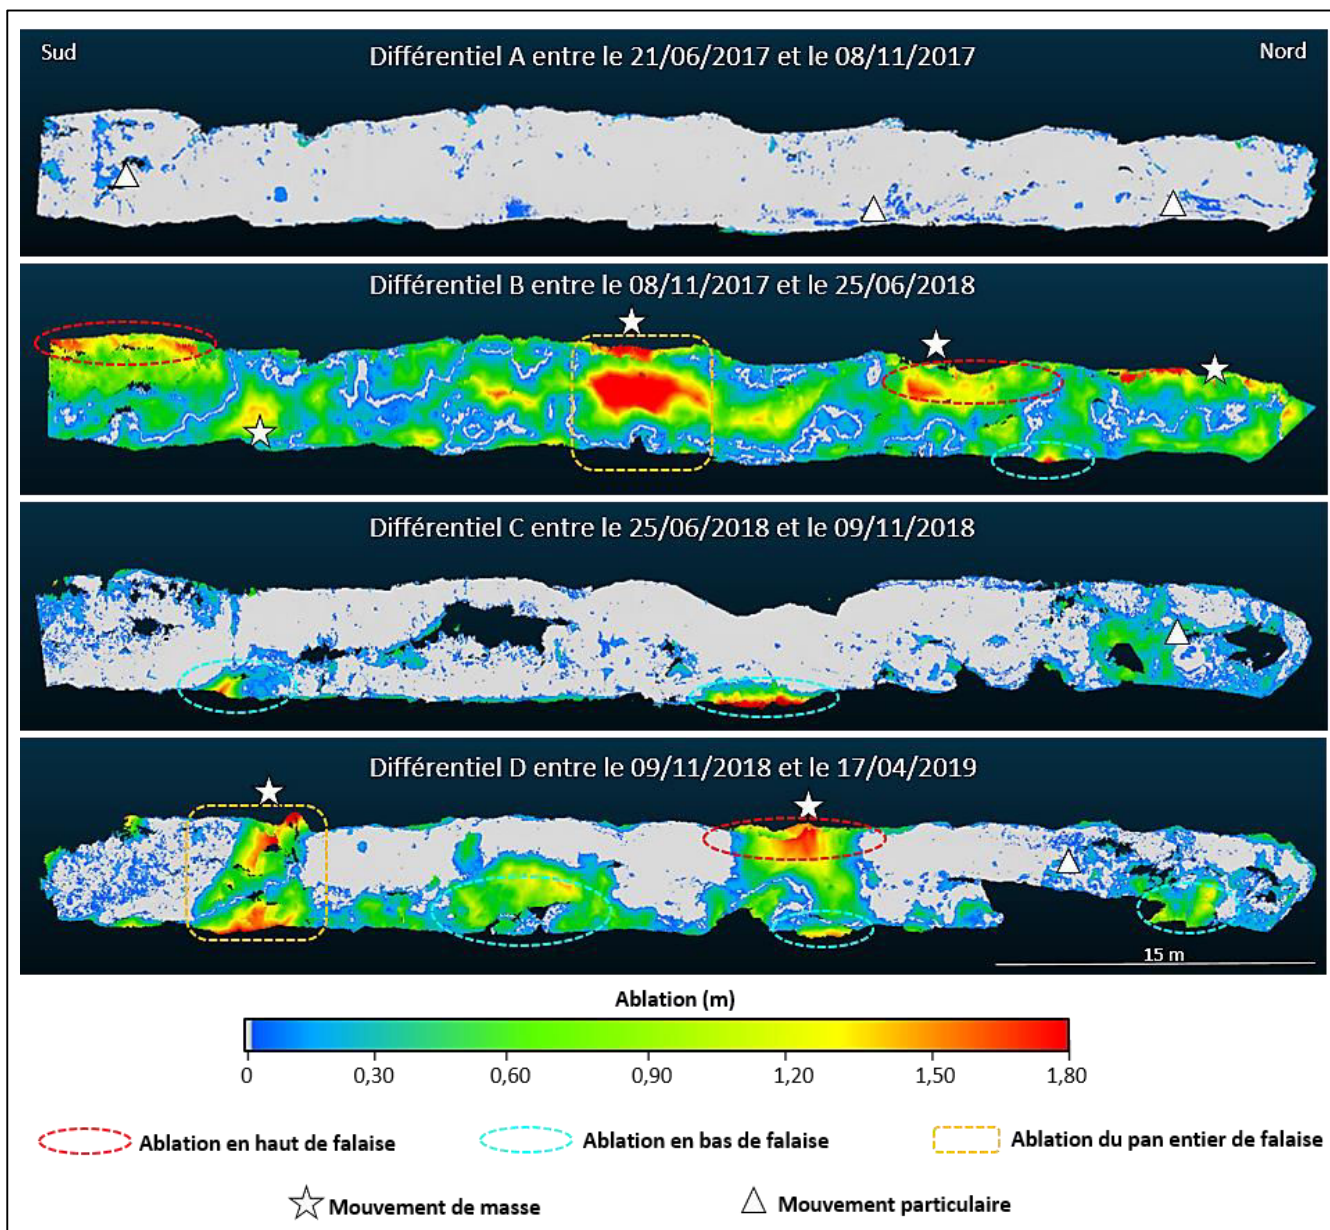 Sud
Différentiel A entre le 21/06/2017 et le 08/11/2017
Nord
Différentiel B entre le 08/11/2017 et le 25/06/2018
Différentiel C entre le 25/06/2018 et le 09/11/2018
Différentiel D entre le 09/11/2018 et le 17/04/2019
15 m
Ablation (m)
0 0,30 0,60 0,90 1,20 1,50 1,80
Ablation en haut de falaise
Ablation en bas de falaise
Ablation du pan entier de falaise
Mouvement de masse
Mouvement particulaire